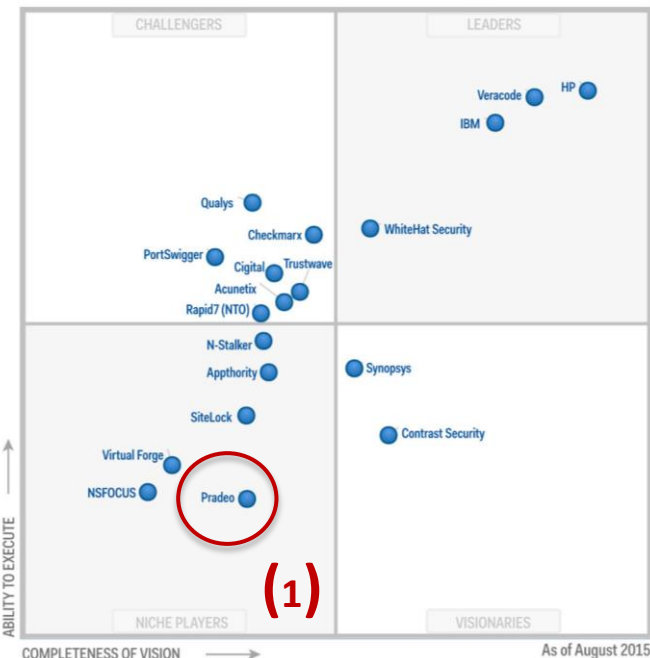 CHALLENGERS
LEADERS
HP
Veracode
IBM
Qualys
WhiteHat Security
Checkmarx
PortSwigger
Cigital
Trustwave
Acunetix
Rapid7 (NTO)
N-Stalker
Appthority
Synopsys
SiteLock
Contrast Security
Virtual Forge
NSFOCUS
Pradeo
(1)
NICHE PLAYERS
VISIONARIES
ABILITY TO EXECUTE
COMPLETENESS OF VISION
As of August 2015